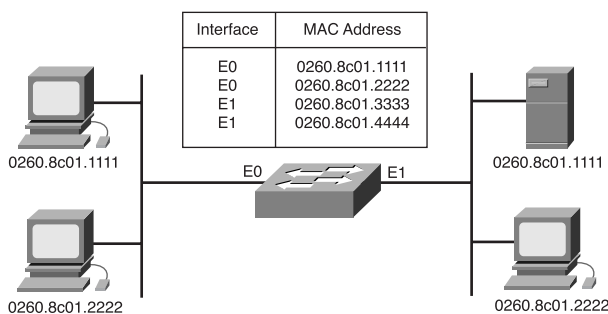 Interface MAC Address
E0 0260.8c01.1111
E0 0260.8c01.2222
E1 0260.8c01.3333
E1 0260.8c01.4444
0260.8c01.1111
0260.8c01.1111
E0
E1
0260.8c01.2222
0260.8c01.2222